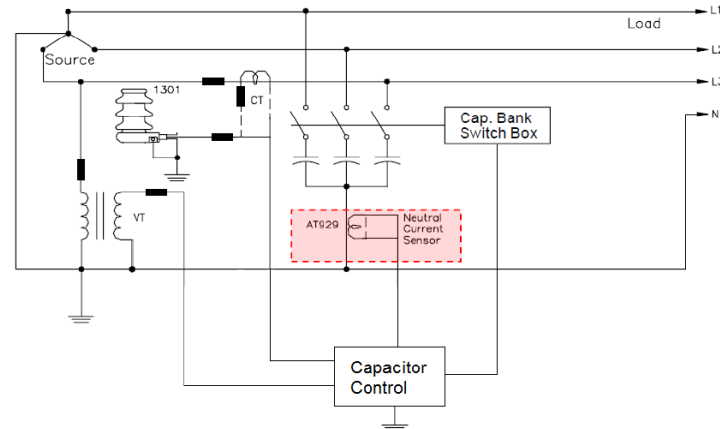 L1
Load
L2
Source
L3
1301
CT
Cap. Bank
Switch Box
N
AT929
Neutral
Current
Sensor
VT
Capacitor
Control